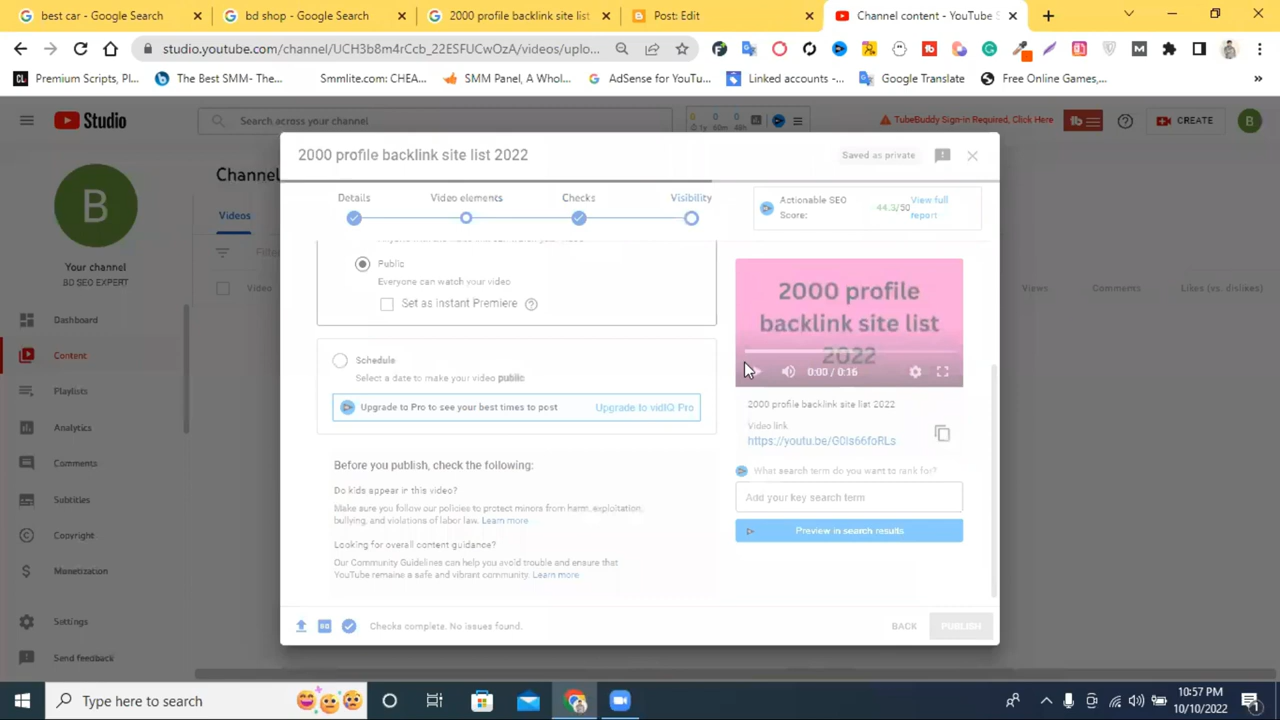 best car - Google Search
bd shop - Google Search
2000 profile backlink site list
Post: Edit
Channel content - YouTube S
studio.youtube.com/channel/UCH3b8m4rCcb_22ESFUCwOzA/videos/uplo...
Premium Scripts, Pl...
The Best SMM- The...
Smmlite.com: CHEA...
SMM Panel, A Whol...
AdSense for YouTu...
Linked accounts -...
Google Translate
Free Online Games,...
Studio
Search across your channel
TubeBuddy Sign-in Required, Click Here
CREATE
B
Channel
2000 profile backlink site list 2022
Saved as private
Details
Video elements
Checks
Visibility
Actionable SEO
Score:
44.3/50
View full
report
B
Videos
Filter
Your channel
BD SEO EXPERT
Video
Views
Comments
Likes (vs. dislikes)
Public
Everyone can watch your video
Set as Instant Premiere
Schedule
Select a date to make your video public
Upgrade to Pro to see your best times to post
Upgrade to vidIQ Pro
2000 profile
backlink site list
2022
0:00 / 0:16
2000 profile backlink site list 2022
Video link
https://youtu.be/G0Is66foRLs
What search term do you want to rank for?
Add your key search term
Preview in search results
Before you publish, check the following:
Do kids appear in this video?
Make sure you follow our policies to protect minors from harm, exploitation,
bullying, and violations of labor law. Learn more
Looking for overall content guidance?
Our Community Guidelines can help you avoid trouble and ensure that
YouTube remains a safe and vibrant community. Learn more
Checks complete. No issues found.
BACK
PUBLISH
Dashboard
Content
Playlists
Analytics
Comments
Subtitles
Copyright
Monetization
Settings
Send feedback
Type here to search
10:57 PM
10/10/2022